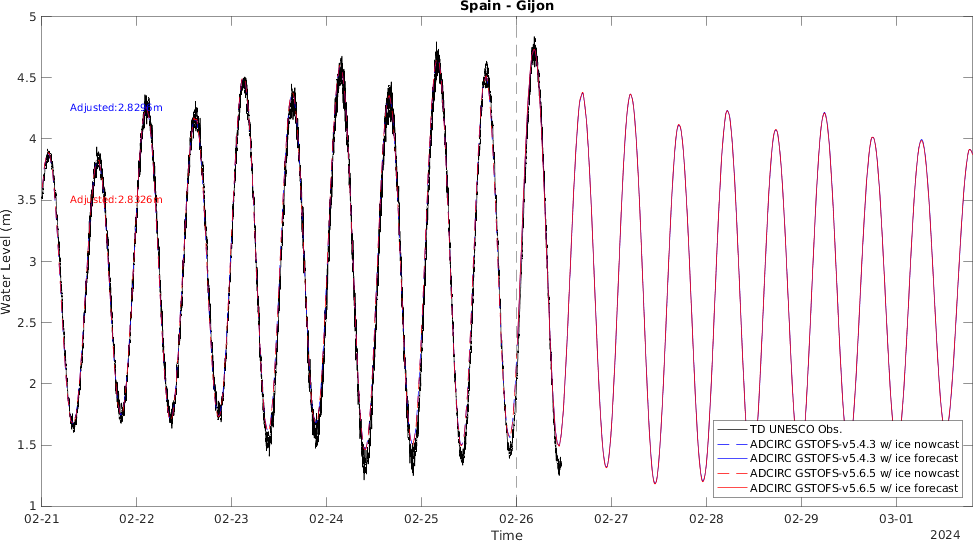 Spain - Gijon
5
4.5
4
3.5
3
2.5
2
1.5
1
Water Level (m)
Adjusted:2.8295m
Adjusted:2.8326m
TD UNESCO Obs.
ADCIRC GSTOFS-v5.4.3 w/ ice nowcast
ADCIRC GSTOFS-v5.4.3 w/ ice forecast
ADCIRC GSTOFS-v5.6.5 w/ ice nowcast
ADCIRC GSTOFS-v5.6.5 w/ ice forecast
02-21 02-22 02-23 02-24 02-25 02-26 02-27 02-28 02-29 03-01
Time
2024